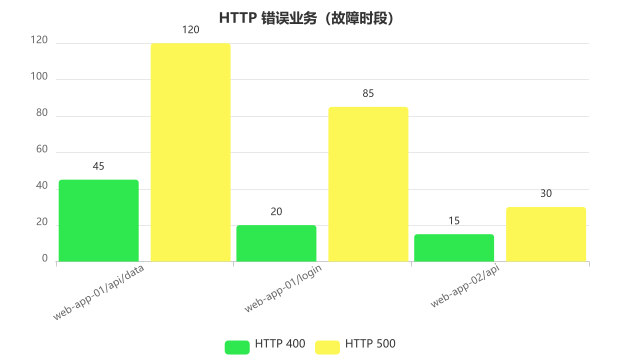 HTTP 错误业务（故障时段）
120
100
80
60
40
20
0
45
120
20
85
15
30
web-app-01/api/data
web-app-01/login
web-app-02/api
HTTP 400
HTTP 500